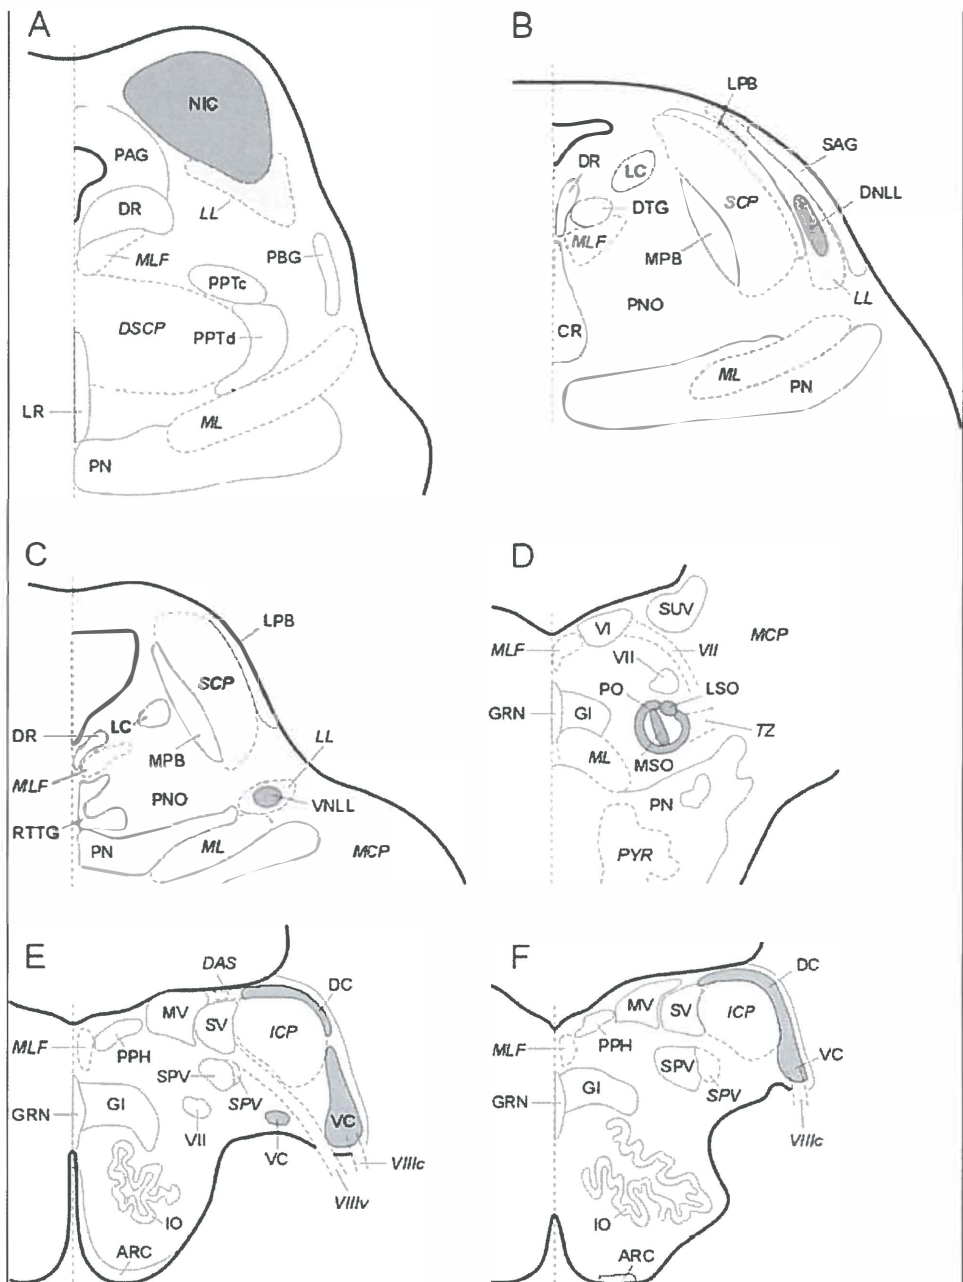 A
NIC
PAG
DR
LL
MLF
PBG
PPTc
DSCP
PPTd
LR
ML
PN
B
LPB
SAG
DR
LC
DNLL
SCP
DTG
MLF
MPB
LL
PNO
CR
ML
PN
C
LPB
SCP
LC
DR
LL
MPB
MLF
PNO
VNLL
RTTG
PN
ML
MCP
D
SUV
VI
MCP
MLF
VII
VII
PO
LSO
GRN
GI
TZ
ML
MSO
PN
PYR
E
DAS
DC
MV
SV
ICP
MLF
PPH
SPV
SPV
GI
GRN
VC
VII
VC
VIIIc
VIIIv
IO
ARC
F
DC
MV
SV
ICP
MLF
PPH
VC
SPV
SPV
GI
GRN
VIIIc
IO
ARC